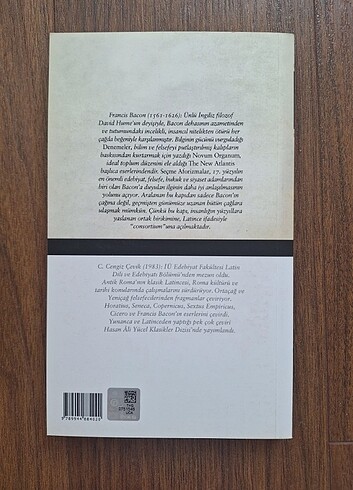 Francis Bacon (1561-1626): Ünlü İngiliz filozof
David Hume'un deyişiyle, Bacon dehasının azametinden
ve tutumundaki incelikli, insancıl nitelikten ötürü her
çağda beğeniyle karşılanmıştır. Bilginin gücünü vurguladığı
Denemeler, bilim ve felsefeyi putlaştırılmış kalıpların
baskısından kurtarmak için yazdığı Novum Organum,
ideal toplum düzenini ele aldığı The New Atlantis
başlıca eserlerindendir. Seçme Aforizmalar, 17. yüzyılın
en önemli edebiyat, felsefe, hukuk ve siyaset adamlarından
biri olan Bacon'a duyulan ilginin daha iyi anlaşılmasının
yolunu açıyor. Aralanan bu kapıdan sadece Bacon'ın
çağına değil, geçmişten günümüze uzanan bütün çağlara
ulaşmak mümkün. Çünkü bu kapı, insanlığın yüzyıllara
yaslanan ortak birikimine, Latince ifadesiyle
"consortium"una açılmaktadır.
C. Cengiz Çevik (1983): İÜ Edebiyat Fakültesi Latin
Dili ve Edebiyatı Bölümü'nden mezun oldu.
Antik Roma'nın klasik Latincesi, Roma kültürü ve
tarihi konularında çalışmalarını sürdürüyor. Ortaçağ ve
Yeniçağ felsefecilerinden fragmanlar çeviriyor.
Horatius, Seneca, Copernicus, Sextus Empiricus,
Cicero ve Francis Bacon'ın eserlerini çevirdi.
Yunanca ve Latinceden yaptığı pek çok çeviri
Hasan Âli Yücel Klasikler Dizisi'nde yayımlandı.